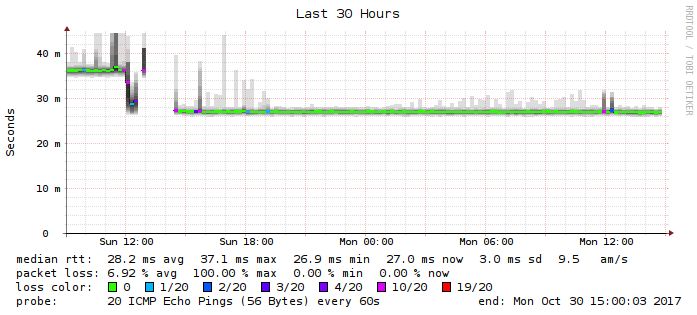 Last 30 Hours
RRDTOOL / TOBI OETIKER
Seconds
40 m
30 m
20 m
10 m
0
Sun 12:00 Sun 18:00 Mon 00:00 Mon 06:00 Mon 12:00
median rtt: 28.2 ms avg 37.1 ms max 26.9 ms min 27.0 ms now 3.0 ms sd 9.5 am/s
packet loss: 6.92 % avg 100.00 % max 0.00 % min 0.00 % now
loss color: 0 1/20 2/20 3/20 4/20 10/20 19/20
probe: 20 ICMP Echo Pings (56 Bytes) every 60s end: Mon Oct 30 15:00:03 2017